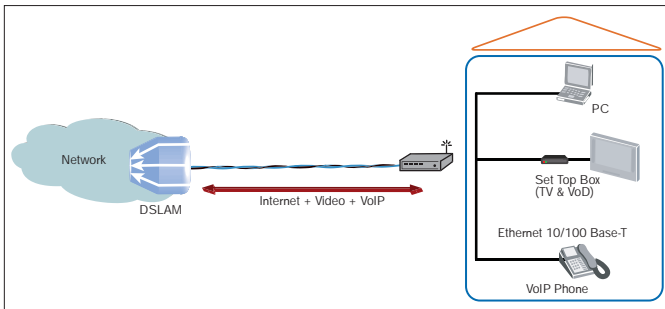 PC
Network
Set Top Box
(TV & VoD)
Internet + Video + VoIP
DSLAM
Ethernet 10/100 Base-T
VoIP Phone